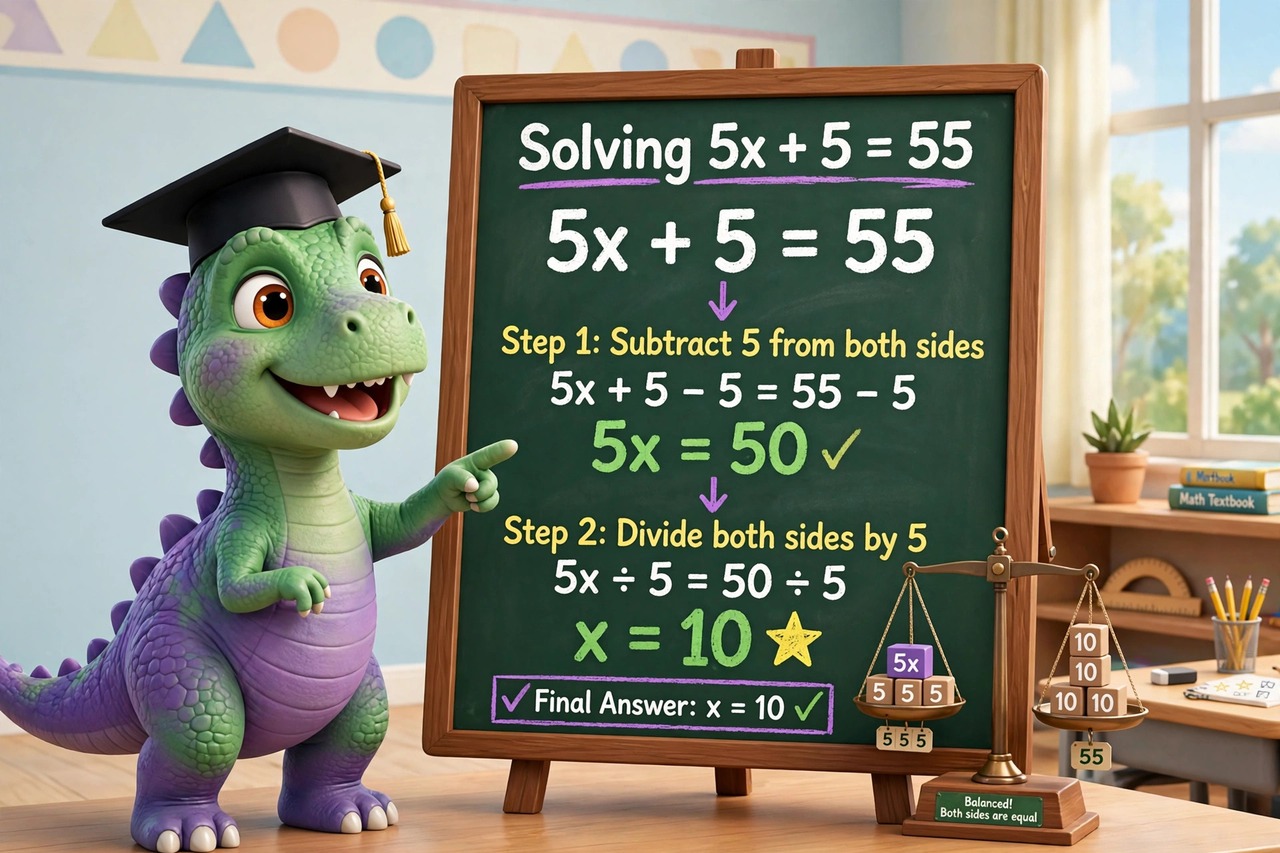 Solving 5x + 5 = 55
5x + 5 = 55
Step 1: Subtract 5 from both sides
5x + 5 − 5 = 55 − 5
5x = 50 ✓
Step 2: Divide both sides by 5
5x ÷ 5 = 50 ÷ 5
x = 10
✓ Final Answer: x = 10 ✓
Math Textbook
5x
5 5 5
5 5 5
10
10
10 10
55
Balanced!
Both sides are equal